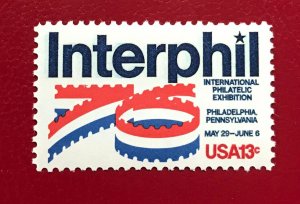 Interphil
INTERNATIONAL
PHILATELIC
EXHIBITION
PHILADELPHIA,
PENNSYLVANIA
MAY 29-JUNE 6
USA13c